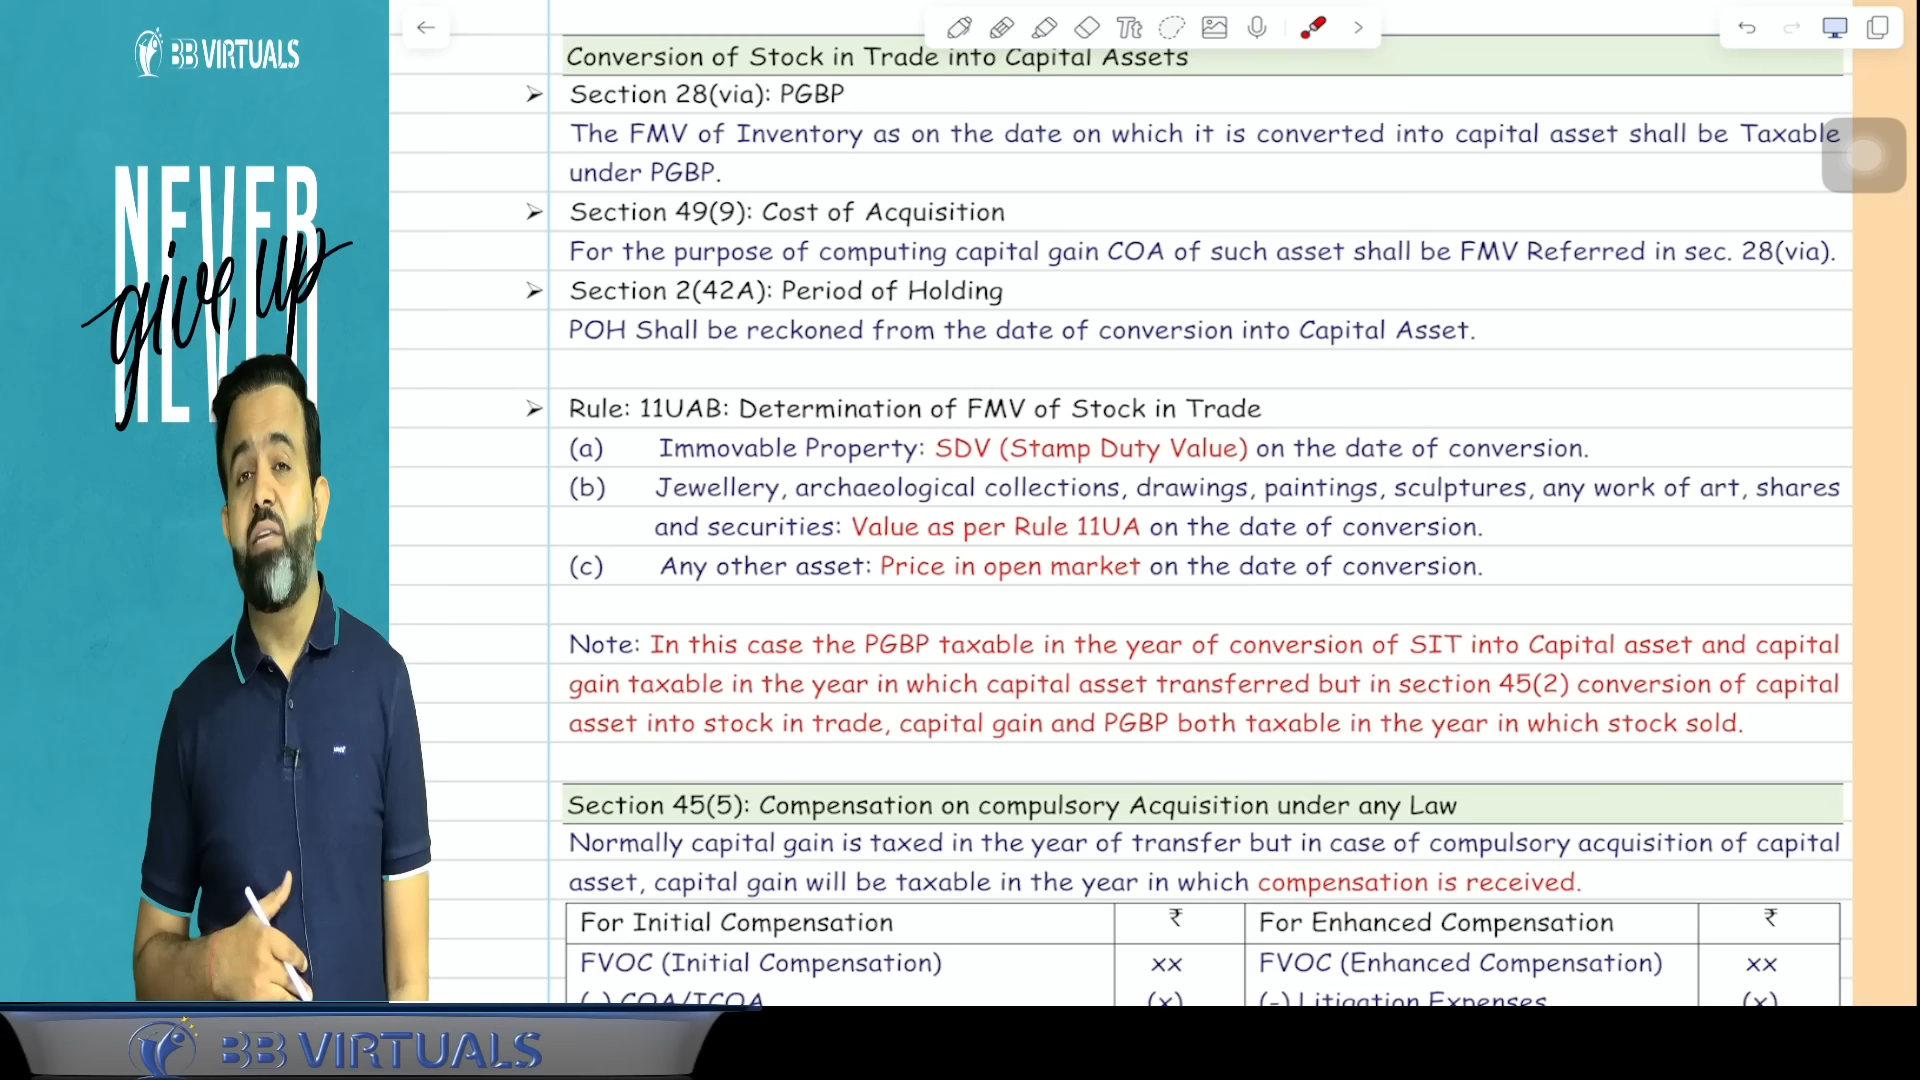 BB VIRTUALS
NEVER
give up
NEVER
Conversion of Stock in Trade into Capital Assets
➢ Section 28(via): PGBP
The FMV of Inventory as on the date on which it is converted into capital asset shall be Taxable
under PGBP.
➢ Section 49(9): Cost of Acquisition
For the purpose of computing capital gain COA of such asset shall be FMV Referred in sec. 28(via).
➢ Section 2(42A): Period of Holding
POH Shall be reckoned from the date of conversion into Capital Asset.
➢ Rule: 11UAB: Determination of FMV of Stock in Trade
(a) Immovable Property: SDV (Stamp Duty Value) on the date of conversion.
(b) Jewellery, archaeological collections, drawings, paintings, sculptures, any work of art, shares
and securities: Value as per Rule 11UA on the date of conversion.
(c) Any other asset: Price in open market on the date of conversion.
Note: In this case the PGBP taxable in the year of conversion of SIT into Capital asset and capital
gain taxable in the year in which capital asset transferred but in section 45(2) conversion of capital
asset into stock in trade, capital gain and PGBP both taxable in the year in which stock sold.
Section 45(5): Compensation on compulsory Acquisition under any Law
Normally capital gain is taxed in the year of transfer but in case of compulsory acquisition of capital
asset, capital gain will be taxable in the year in which compensation is received.
For Initial Compensation ₹ For Enhanced Compensation ₹
FVOC (Initial Compensation) xx FVOC (Enhanced Compensation) xx
(-) COA/ICOA (x) (-) Litigation Expenses (x)
BB VIRTUALS